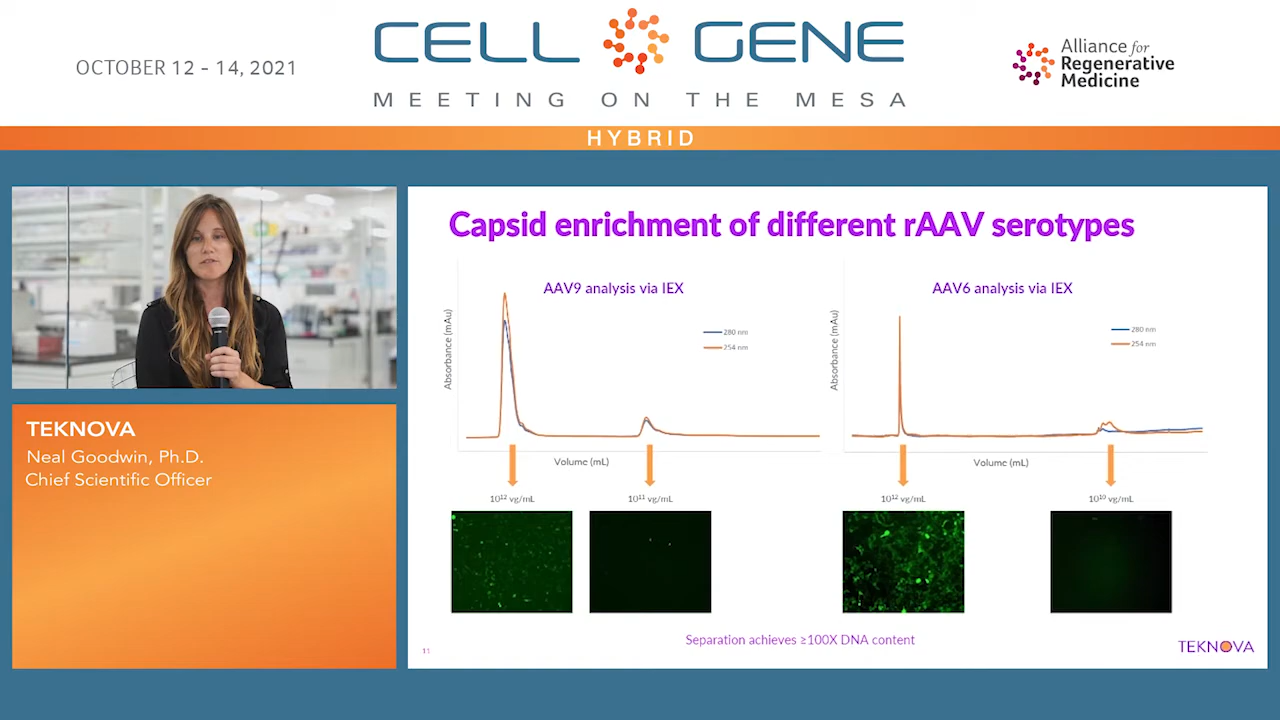 OCTOBER 12 - 14, 2021
CELL GENE
MEETING ON THE MESA
Alliance for
Regenerative
Medicine
HYBRID
TEKNOVA
Neal Goodwin, Ph.D.
Chief Scientific Officer
Capsid enrichment of different rAAV serotypes
AAV9 analysis via IEX
Absorbance (mAu)
280 nm
254 nm
Volume (mL)
10¹² vg/mL
10¹¹ vg/mL
AAV6 analysis via IEX
Absorbance (mAu)
280 nm
254 nm
Volume (mL)
10¹² vg/mL
10¹⁰ vg/mL
Separation achieves ≥100X DNA content
11
TEKNOVA